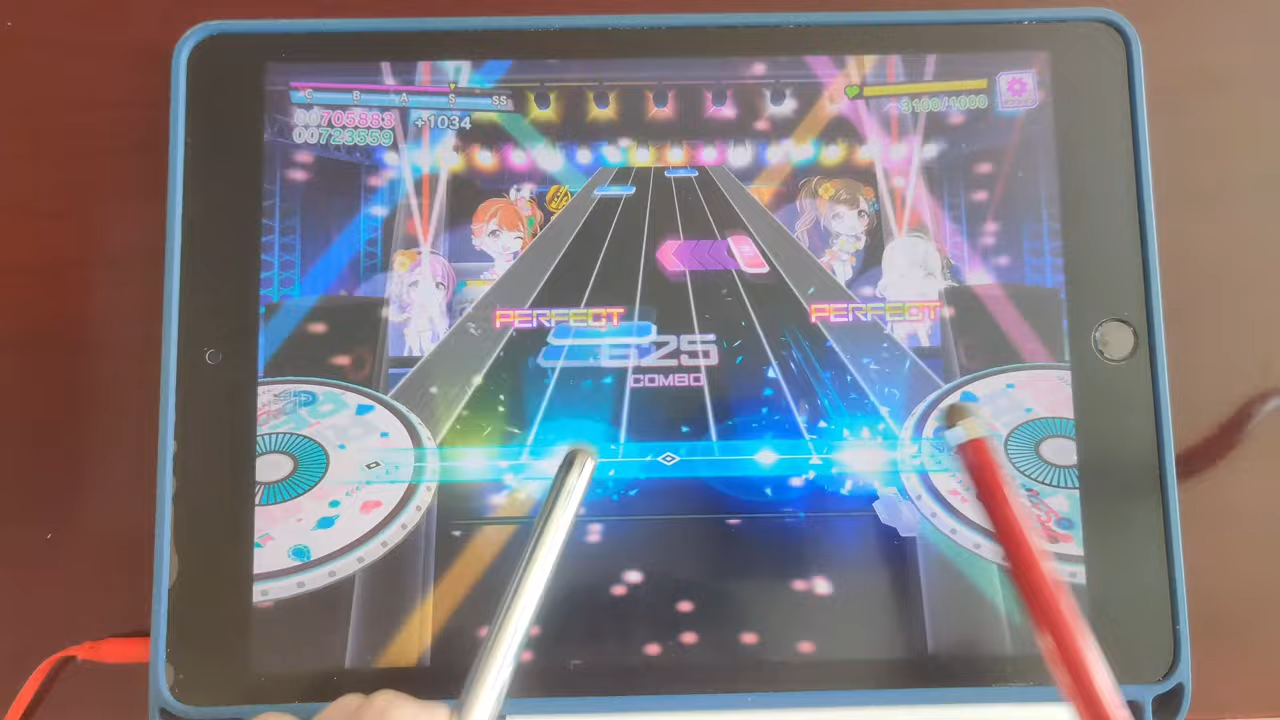 C B A S SS
00705883 +1034
00723559
3100/1000
PERFECT
PERFECT
625
COMBO